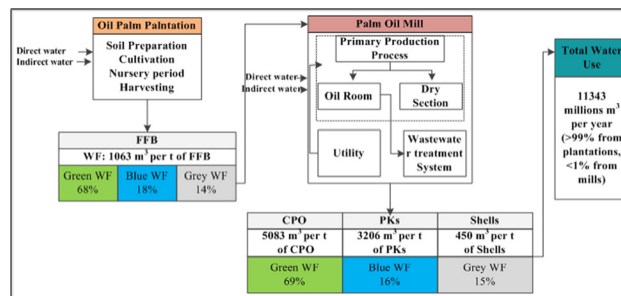 Oil Palm Palntation
Soil Preparation
Cultivation
Nursery period
Harvesting
Direct water
Indirect water
FFB
WF: 1063 m³ per t of FFB
Green WF
68%
Blue WF
18%
Grey WF
14%
Palm Oil Mill
Primary Production
Process
Direct water
Indirect water
Oil Room
Dry
Section
Utility
Wastewate
r treatment
System
CPO
5083 m³ per t
of CPO
PKs
3206 m³ per t
of PKs
Shells
450 m³ per t
of Shells
Green WF
69%
Blue WF
16%
Grey WF
15%
Total Water
Use
11343
millions m³
per year
(>99% from
plantations,
<1% from
mills)